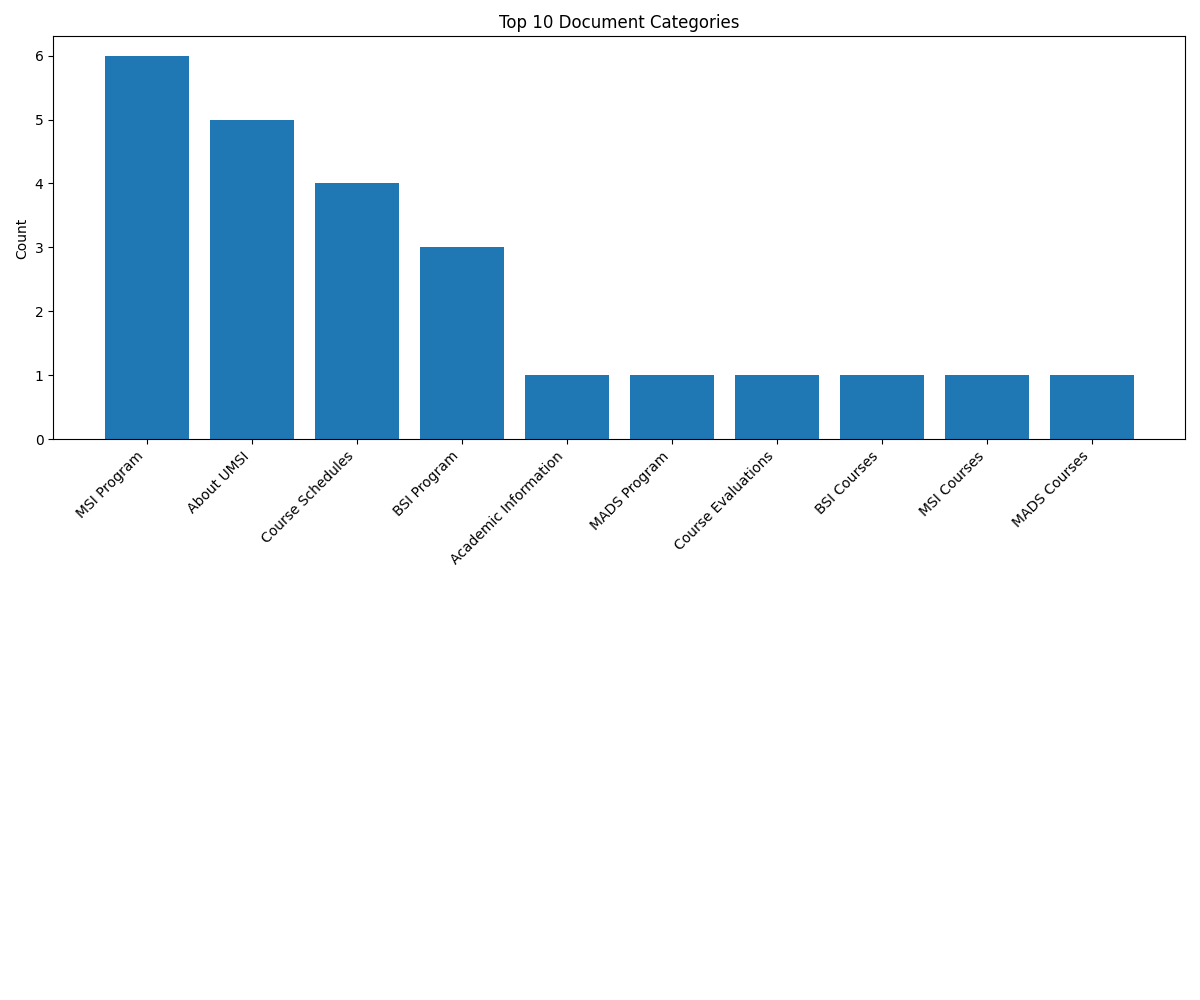 Top 10 Document Categories
Count
6
5
4
3
2
1
0
MSI Program
About UMSI
Course Schedules
BSI Program
Academic Information
MADS Program
Course Evaluations
BSI Courses
MSI Courses
MADS Courses